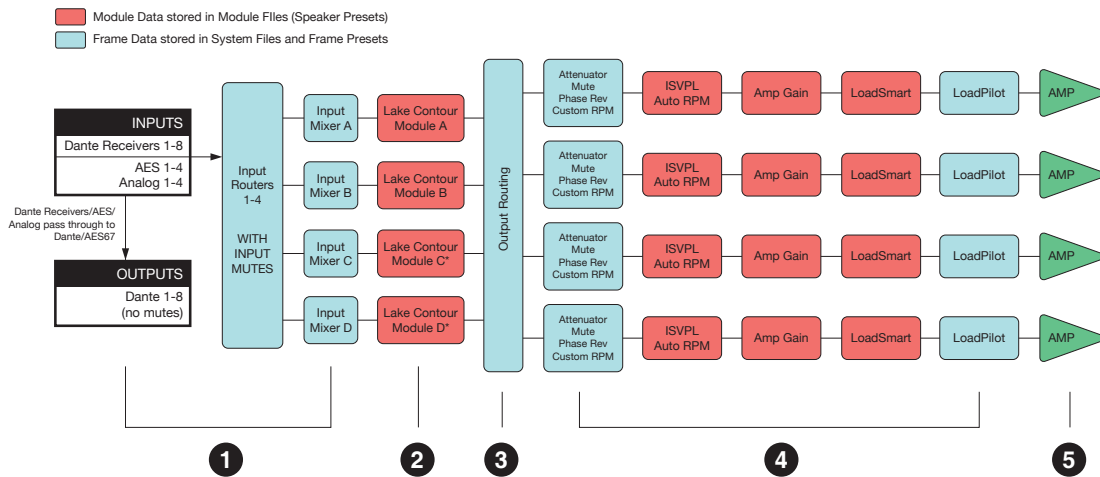 Module Data stored in Module FIles (Speaker Presets)
Frame Data stored in System Files and Frame Presets
INPUTS
Dante Receivers 1-8
AES 1-4
Analog 1-4
Dante Receivers/AES/
Analog pass through to
Dante/AES67
OUTPUTS
Dante 1-8
(no mutes)
Input
Routers
1-4
WITH
INPUT
MUTES
Input
Mixer A
Lake Contour
Module A
Input
Mixer B
Lake Contour
Module B
Input
Mixer C
Lake Contour
Module C*
Input
Mixer D
Lake Contour
Module D*
Output Routing
Attenuator
Mute
Phase Rev
Custom RPM
ISVPL
Auto RPM
Amp Gain
LoadSmart
LoadPilot
AMP
Attenuator
Mute
Phase Rev
Custom RPM
ISVPL
Auto RPM
Amp Gain
LoadSmart
LoadPilot
AMP
Attenuator
Mute
Phase Rev
Custom RPM
ISVPL
Auto RPM
Amp Gain
LoadSmart
LoadPilot
AMP
Attenuator
Mute
Phase Rev
Custom RPM
ISVPL
Auto RPM
Amp Gain
LoadSmart
LoadPilot
AMP
1
2
3
4
5